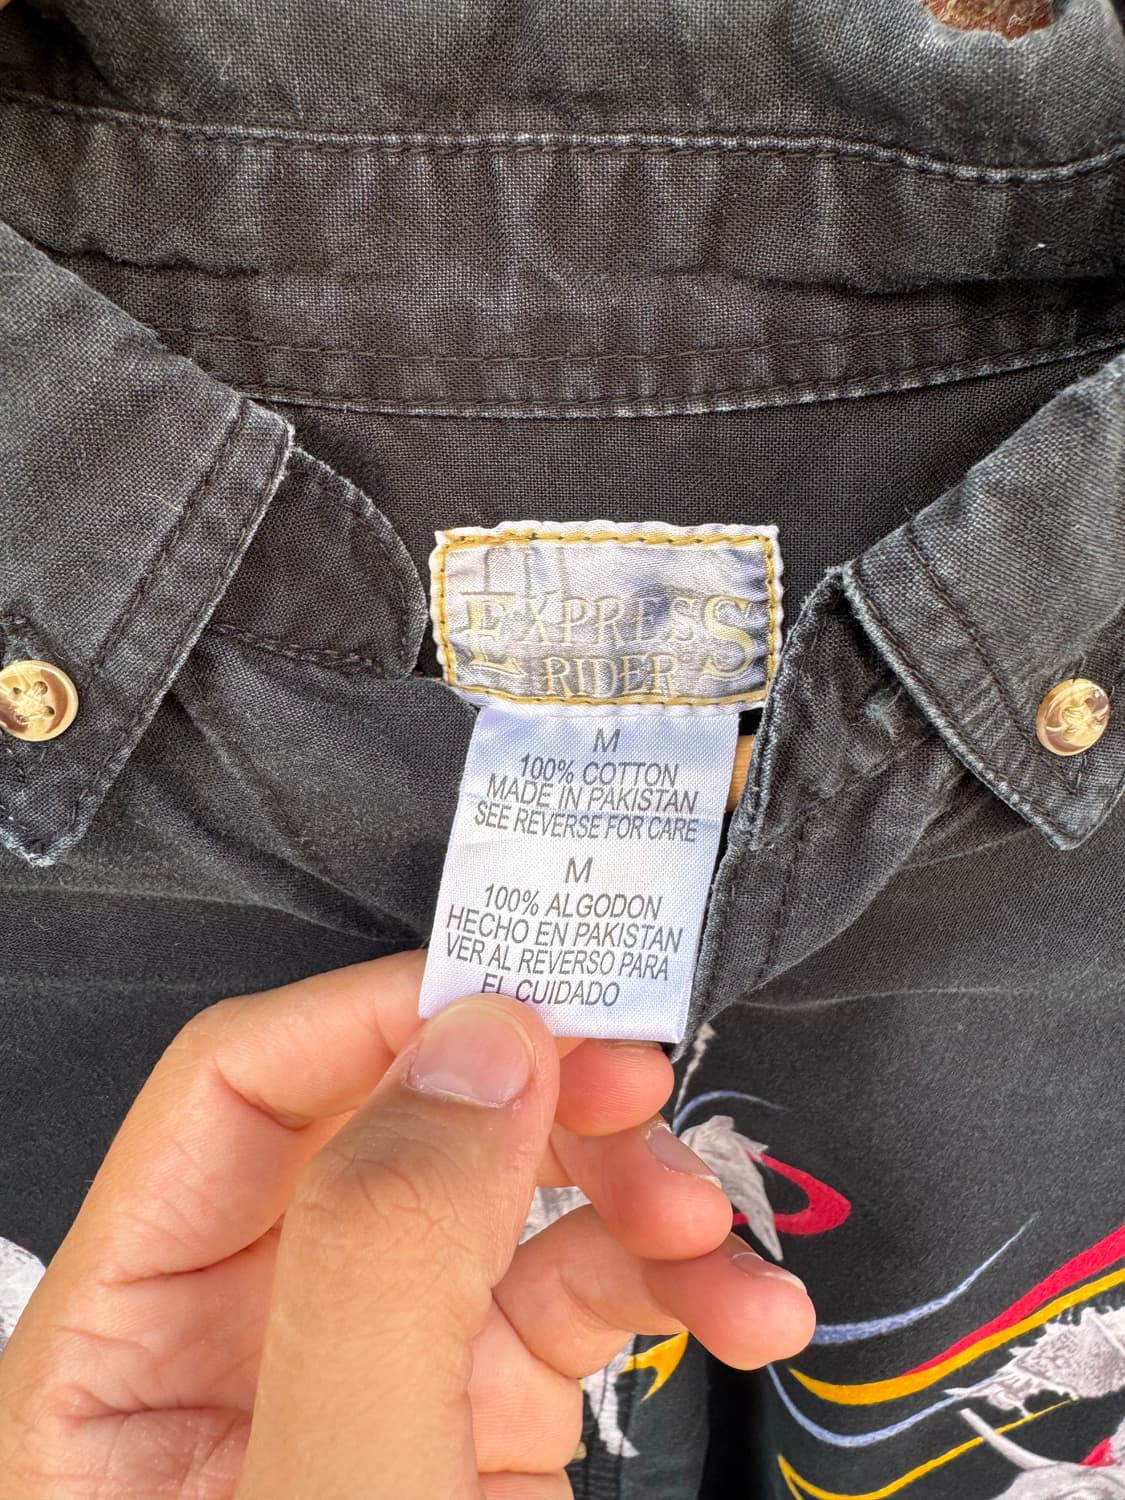 EXPRESS
RIDER
M
100% COTTON
MADE IN PAKISTAN
SEE REVERSE FOR CARE
M
100% ALGODON
HECHO EN PAKISTAN
VER AL REVERSO PARA
EL CUIDADO